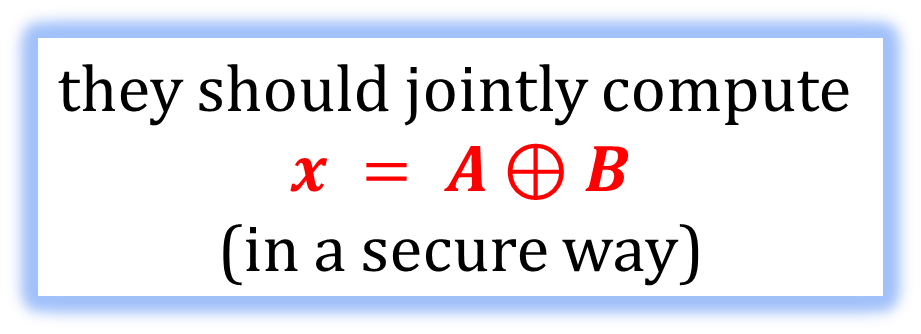 they should jointly compute
x = A ⊕ B
(in a secure way)